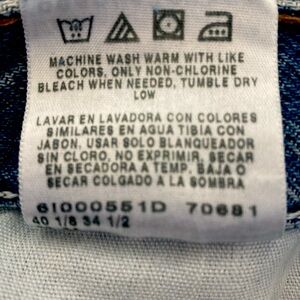 MACHINE WASH WARM WITH LIKE
COLORS, ONLY NON-CHLORINE
BLEACH WHEN NEEDED, TUMBLE DRY
LOW
LAVAR EN LAVADORA CON COLORES
SIMILARES EN AGUA TIBIA CON
JABON, USAR SOLO BLANQUEADOR
SIN CLORO, NO EXPRIMIR, SECAR
EN SECADORA A TEMP. BAJA O
SECAR COLGADO A LA SOMBRA
6I0000551D 70681
40 1/8 34 1/2